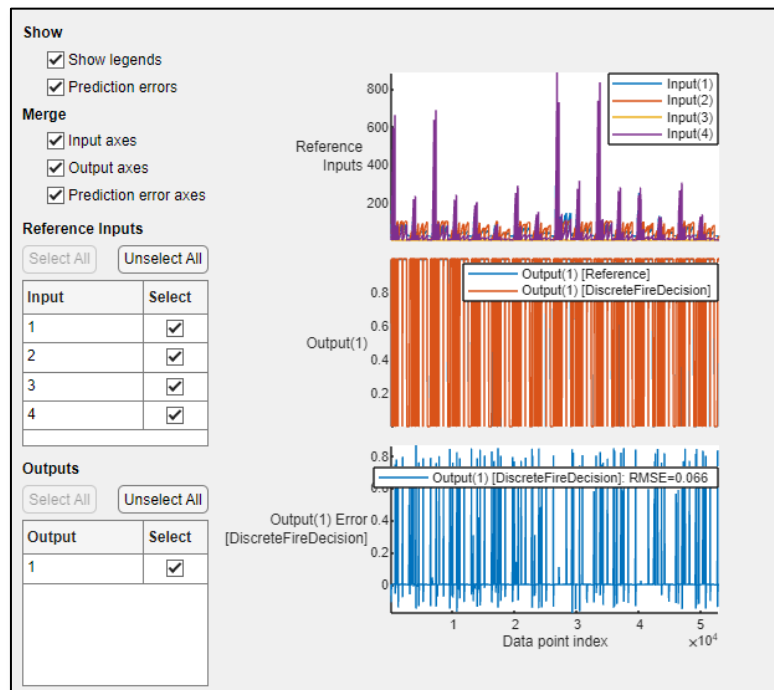 Show
Show legends
Prediction errors
Merge
Input axes
Output axes
Prediction error axes
Reference Inputs
Select All
Unselect All
Input Select
1
2
3
4
Outputs
Select All
Unselect All
Output Select
1
Reference
Inputs
800
600
400
200
Input(1)
Input(2)
Input(3)
Input(4)
Output(1)
0.8
0.6
0.4
0.2
Output(1) [Reference]
Output(1) [DiscreteFireDecision]
Output(1) Error
[DiscreteFireDecision]
0.8
0.4
0.2
0
Output(1) [DiscreteFireDecision]: RMSE=0.066
1 2 3 4 5
Data point index
×10⁴